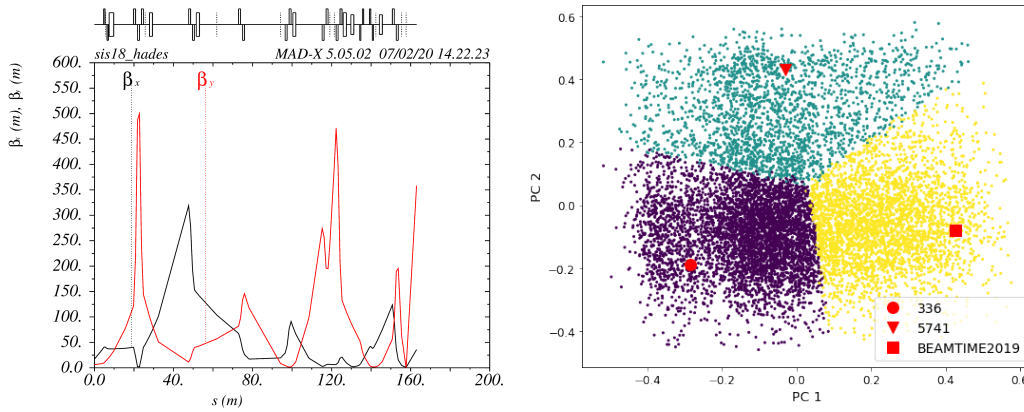 sis18_hades MAD-X 5.05.02 07/02/20 14.22.23
600.
550.
500.
450.
400.
350.
300.
250.
200.
150.
100.
50.
0.0
βx βy
(m), (m)
0.0 40. 80. 120. 160. 200.
s (m)
0.6
0.4
0.2
0.0
−0.2
−0.4
PC 2
336
5741
BEAMTIME2019
−0.4 −0.2 0.0 0.2 0.4 0.6
PC 1